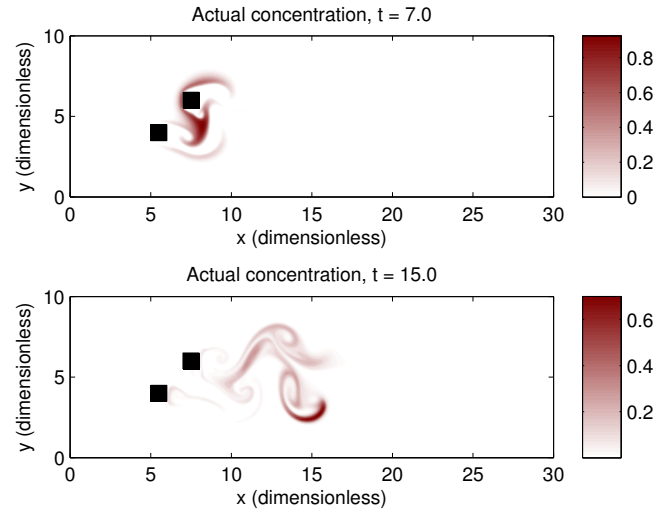 Actual concentration, t = 7.0
10
5
0
y (dimensionless)
0 5 10 15 20 25 30
x (dimensionless)
0.8
0.6
0.4
0.2
0
Actual concentration, t = 15.0
10
5
0
y (dimensionless)
0 5 10 15 20 25 30
x (dimensionless)
0.6
0.4
0.2